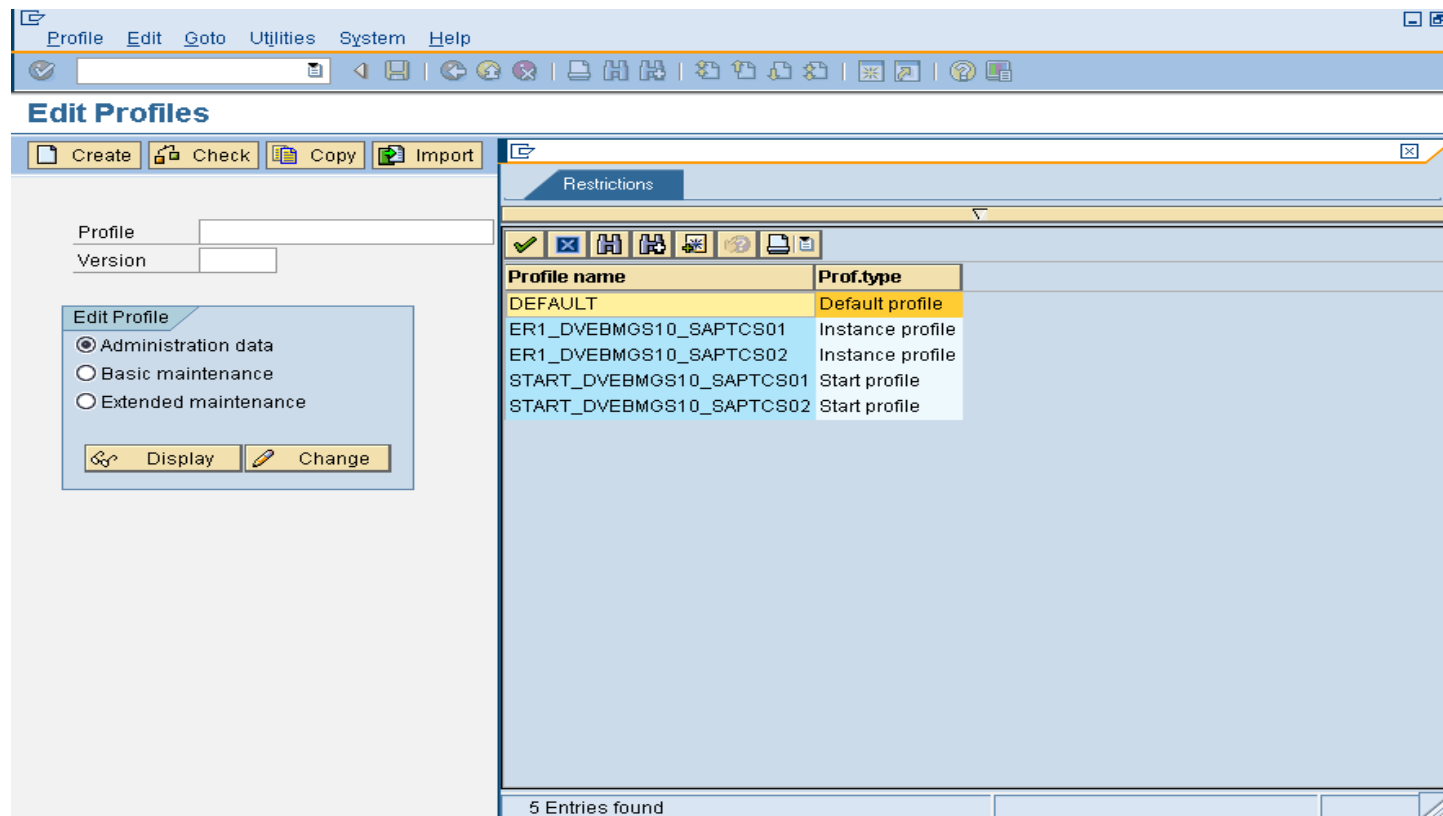 Profile Edit Goto Utilities System Help
Edit Profiles
Create Check Copy Import
Restrictions
Profile
Version
Edit Profile
Administration data
Basic maintenance
Extended maintenance
Display Change
Profile name Prof.type
DEFAULT Default profile
ER1_DVEBMGS10_SAPTCS01 Instance profile
ER1_DVEBMGS10_SAPTCS02 Instance profile
START_DVEBMGS10_SAPTCS01 Start profile
START_DVEBMGS10_SAPTCS02 Start profile
5 Entries found